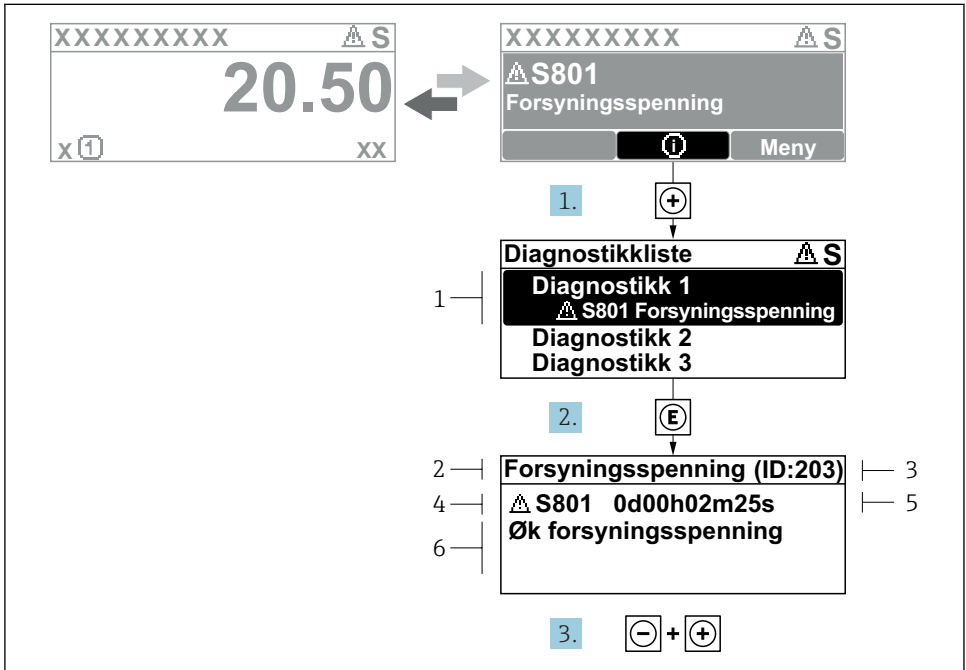 XXXXXXXXX ⚠ S
20.50
x ① xx
XXXXXXXXX ⚠ S
⚠ S801
Forsyningsspenning
ⓘ Meny
1. +
Diagnostikkliste ⚠ S
1
Diagnostikk 1
⚠ S801 Forsyningsspenning
Diagnostikk 2
Diagnostikk 3
2. E
2 Forsyningsspenning (ID:203) 3
4 ⚠ S801 0d00h02m25s 5
6 Øk forsyningsspenning
3. - + +